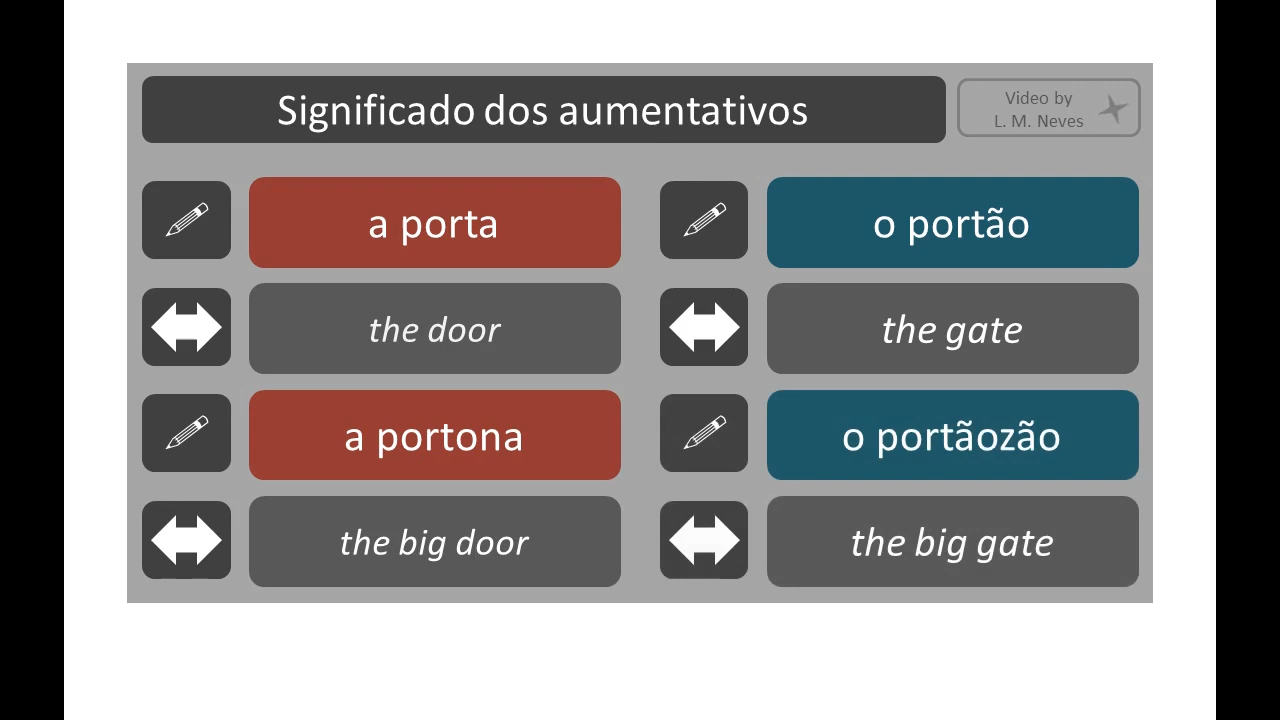 Significado dos aumentativos
Video by
L. M. Neves
a porta
o portão
the door
the gate
a portona
o portãozão
the big door
the big gate